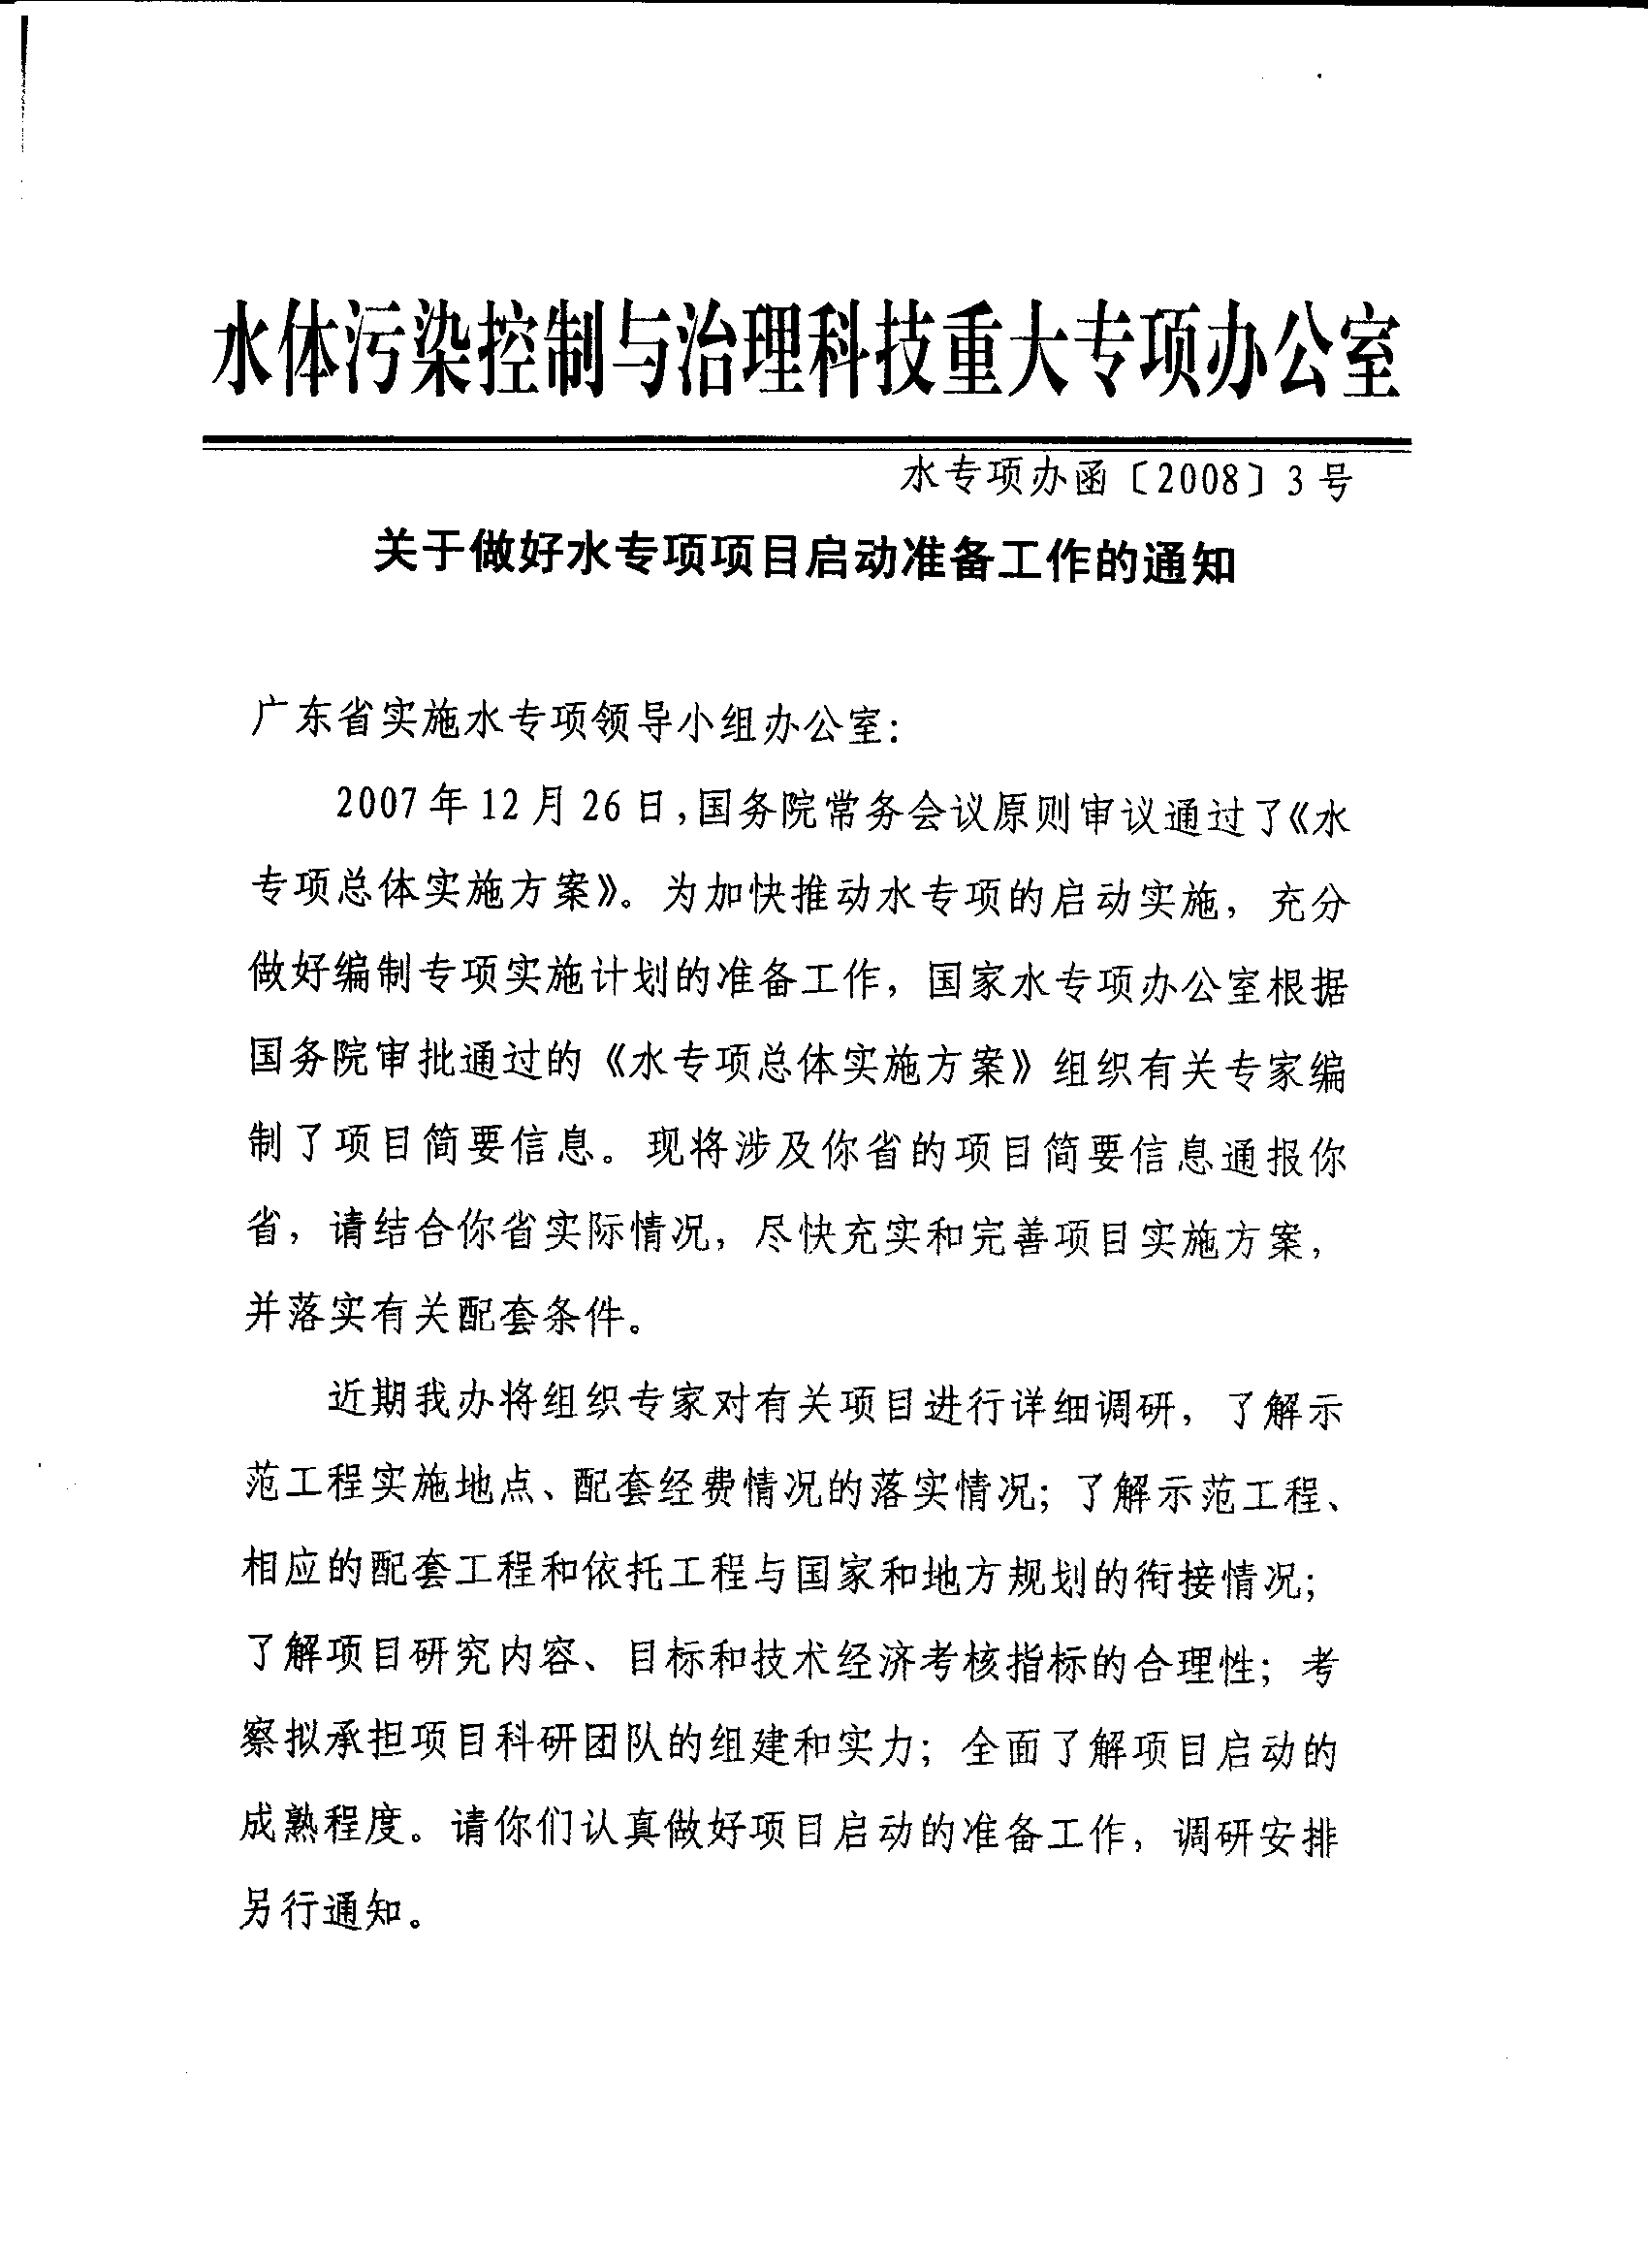 水体污染控制与治理科技重大专项办公室
水专项办函〔2008〕3号
关于做好水专项项目启动准备工作的通知
广东省实施水专项领导小组办公室：
2007年12月26日，国务院常务会议原则审议通过了《水
专项总体实施方案》。为加快推动水专项的启动实施，充分
做好编制专项实施计划的准备工作，国家水专项办公室根据
国务院审批通过的《水专项总体实施方案》组织有关专家编
制了项目简要信息。现将涉及你省的项目简要信息通报你
省，请结合你省实际情况，尽快充实和完善项目实施方案，
并落实有关配套条件。
近期我办将组织专家对有关项目进行详细调研，了解示
范工程实施地点、配套经费情况的落实情况；了解示范工程、
相应的配套工程和依托工程与国家和地方规划的衔接情况；
了解项目研究内容、目标和技术经济考核指标的合理性；考
察拟承担项目科研团队的组建和实力；全面了解项目启动的
成熟程度。请你们认真做好项目启动的准备工作，调研安排
另行通知。